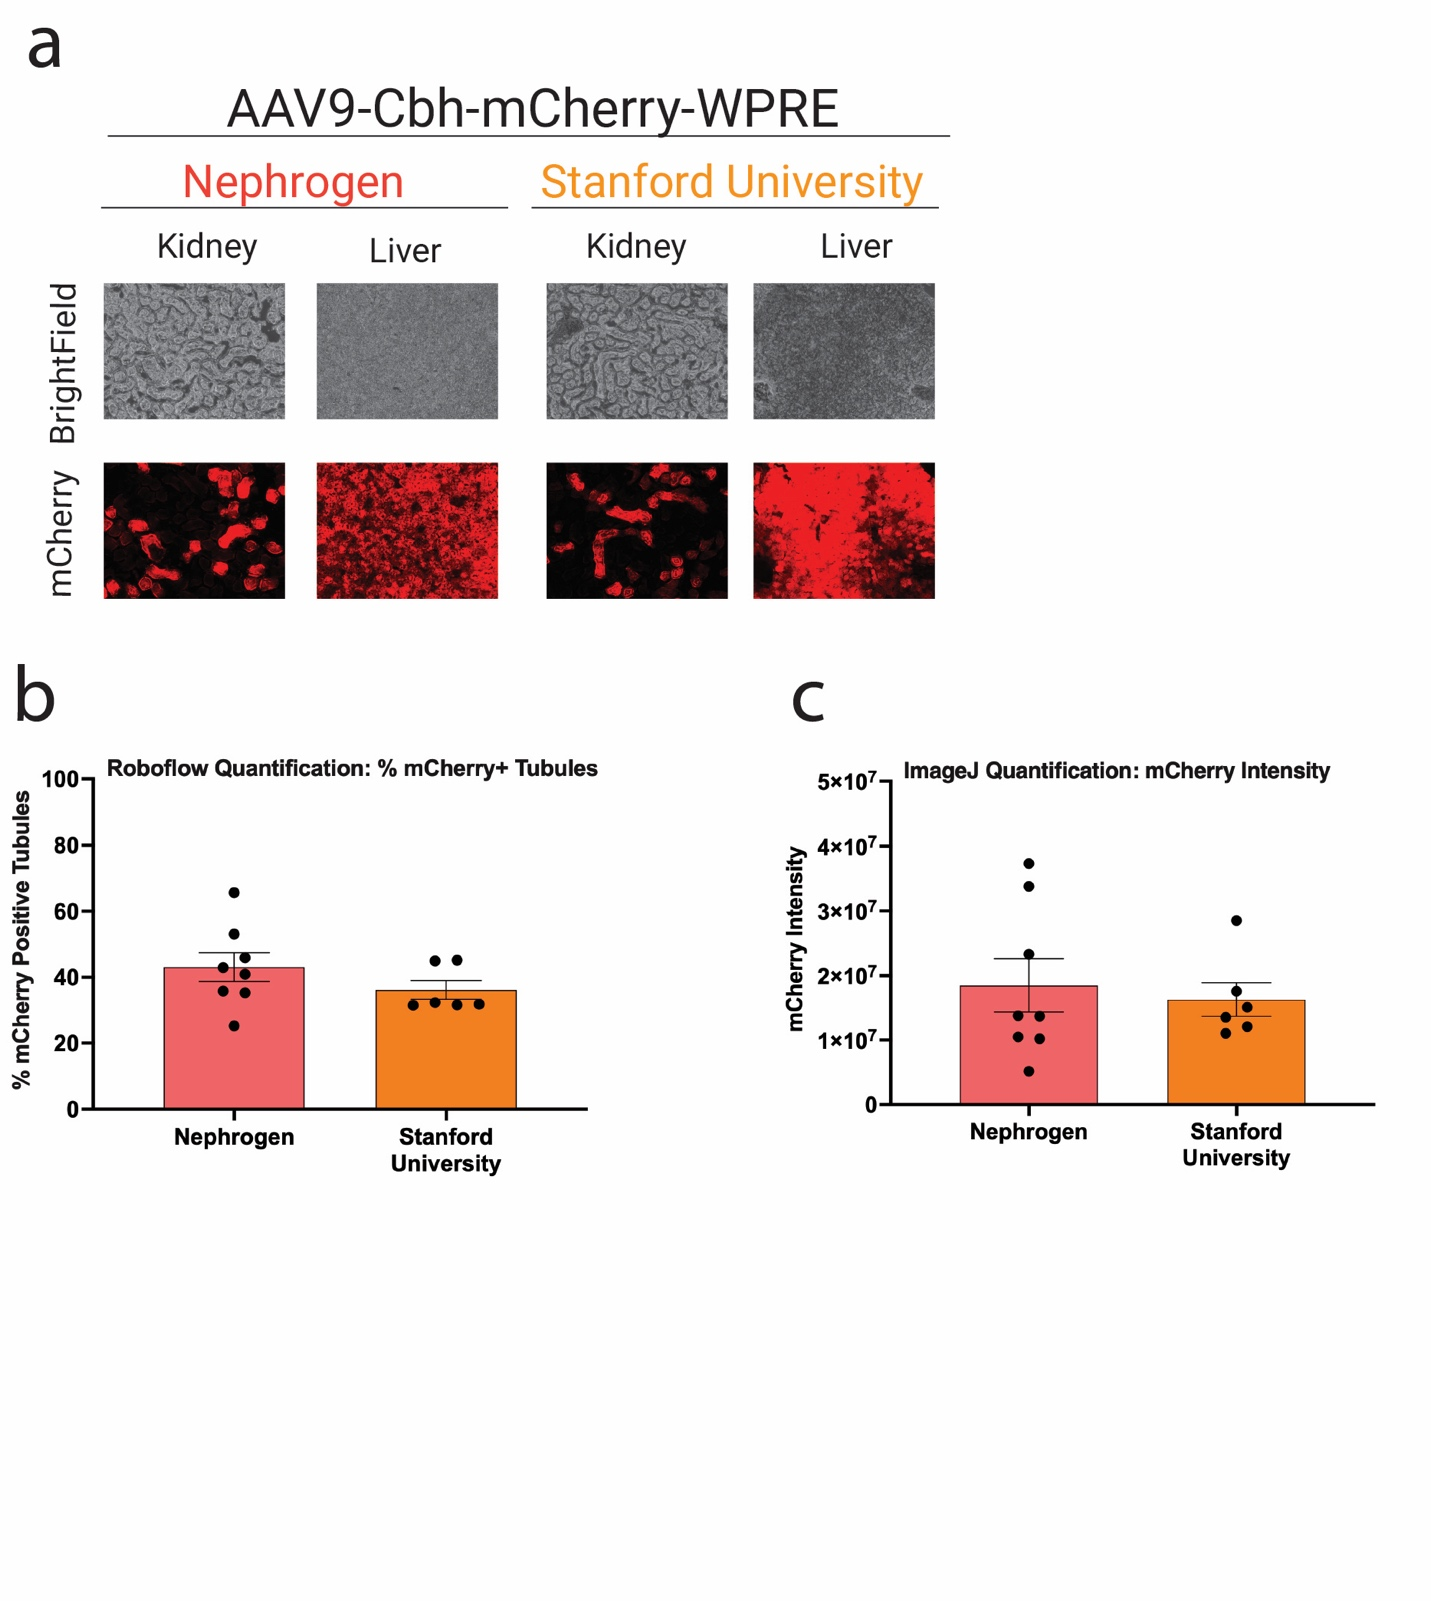 a
AAV9-Cbh-mCherry-WPRE
Nephrogen
Stanford University
Kidney
Liver
Kidney
Liver
BrightField
mCherry
b
Roboflow Quantification: % mCherry+ Tubules
% mCherry Positive Tubules
100
80
60
40
20
0
Nephrogen
Stanford
University
c
ImageJ Quantification: mCherry Intensity
mCherry Intensity
5×10⁷
4×10⁷
3×10⁷
2×10⁷
1×10⁷
0
Nephrogen
Stanford
University